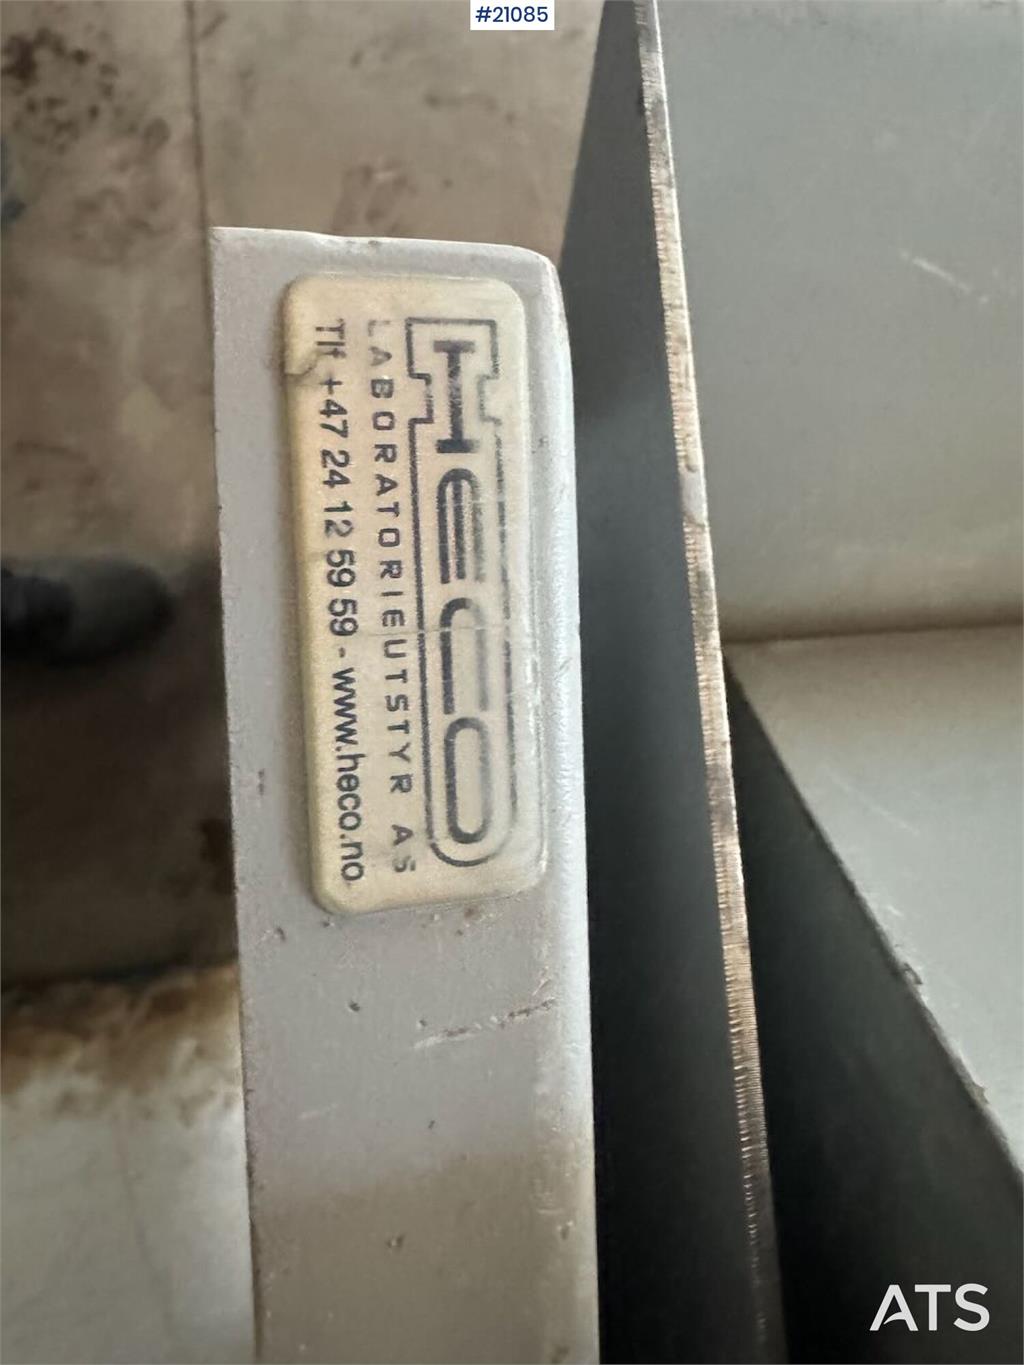 #21085
HECO
LABORATORIEUTSTYR AS
Tlf +47 24 12 59 59 - www.heco.no
ATS